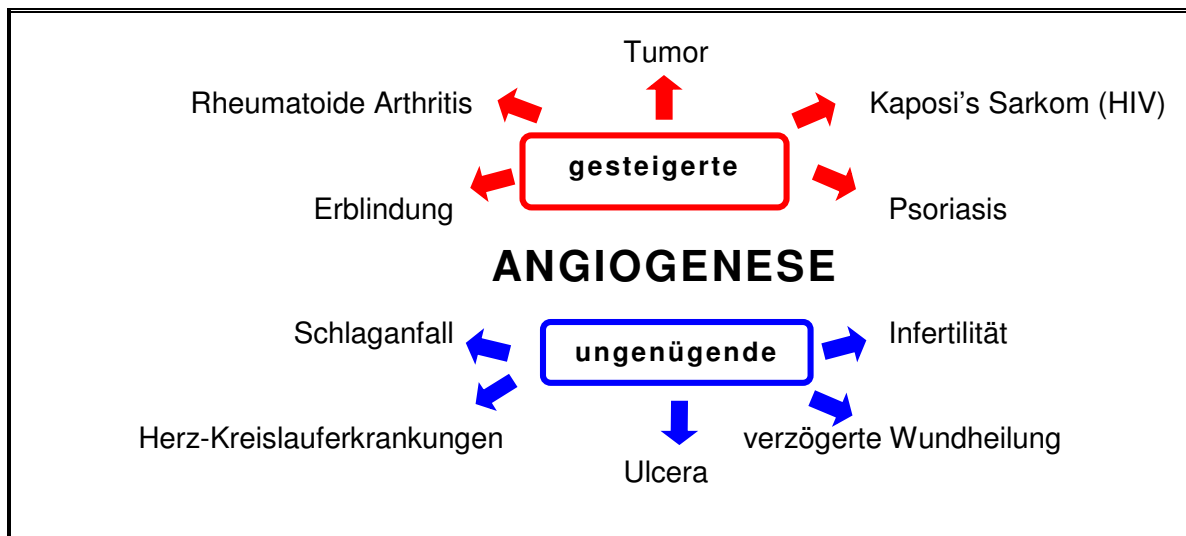 Tumor
Rheumatoide Arthritis
Kaposi's Sarkom (HIV)
gesteigerte
Erblindung
Psoriasis
ANGIOGENESE
Schlaganfall
Infertilität
ungenügende
Herz-Kreislauferkrankungen
verzögerte Wundheilung
Ulcera